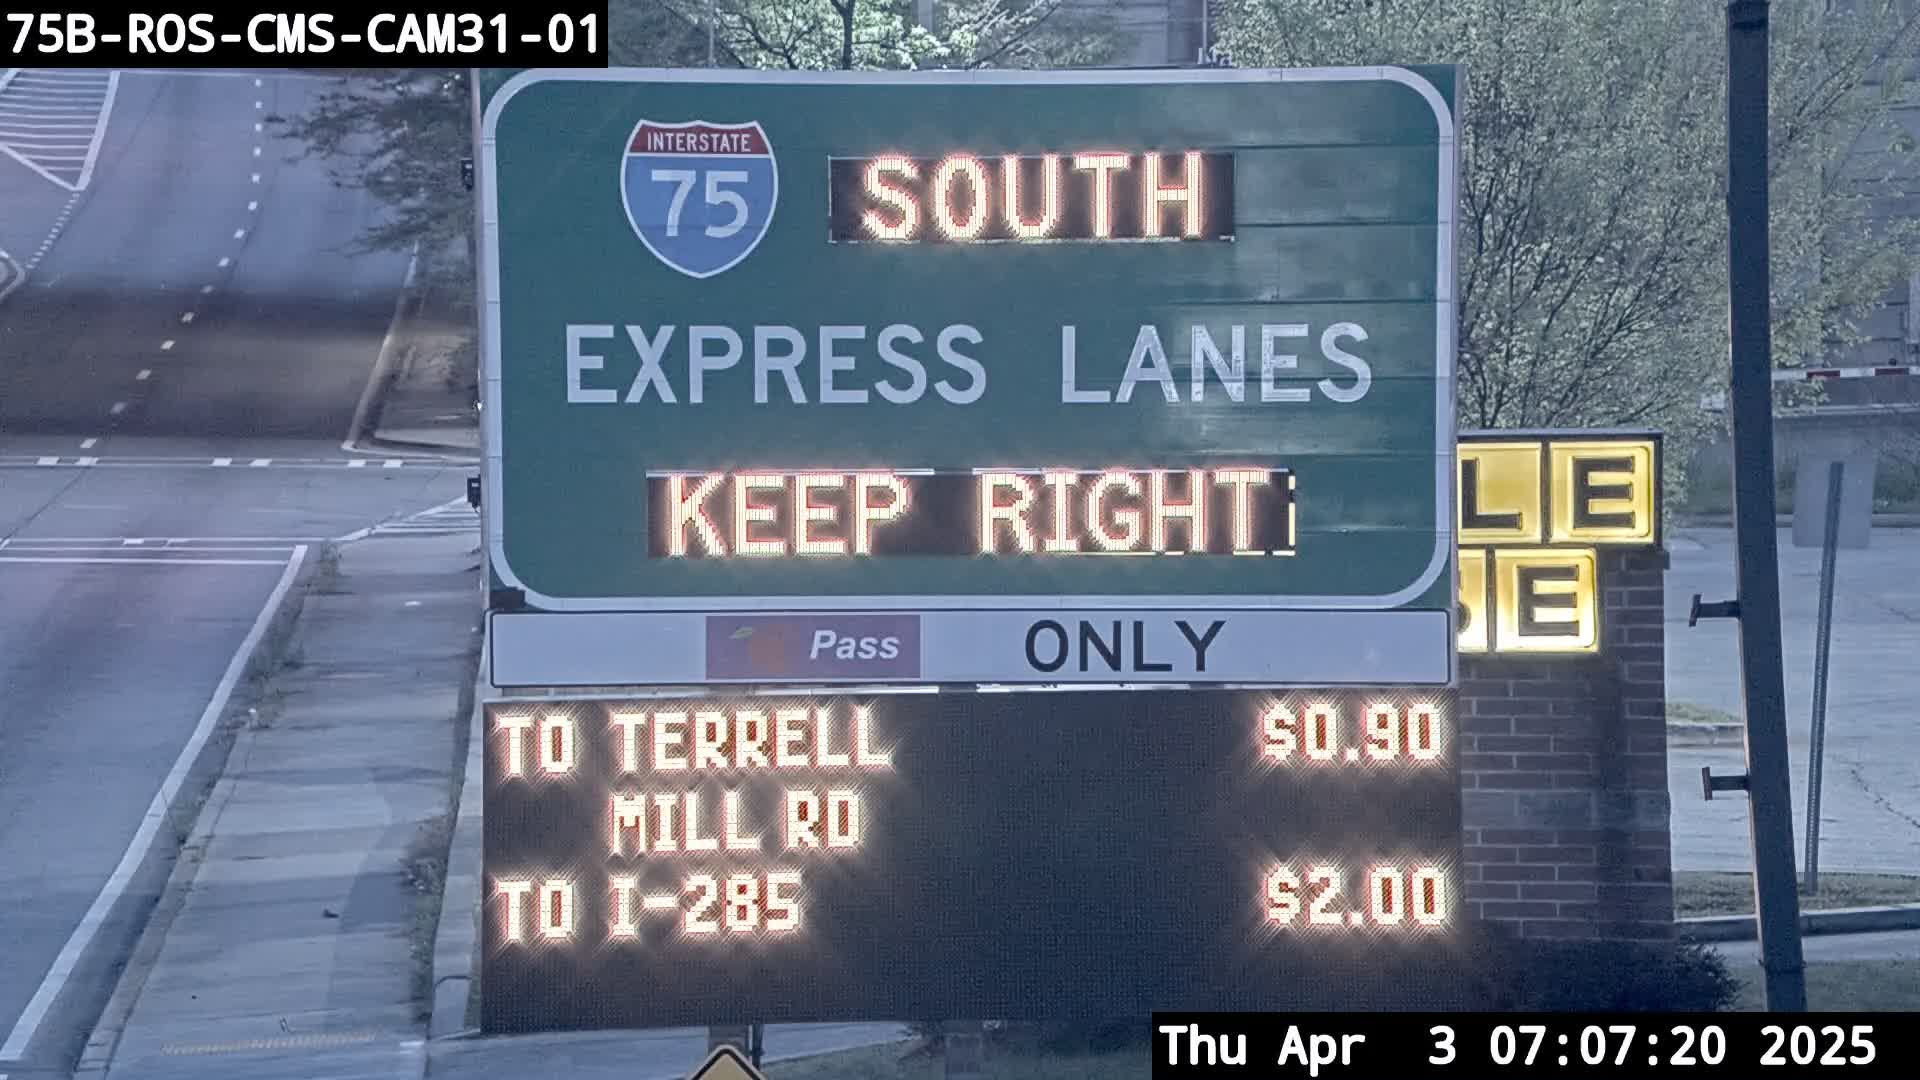 75B-ROS-CMS-CAM31-01
INTERSTATE
75
SOUTH
EXPRESS LANES
KEEP RIGHT
Pass ONLY
TO TERRELL $0.90
MILL RD
TO I-285 $2.00
LE
E
Thu Apr 3 07:07:20 2025